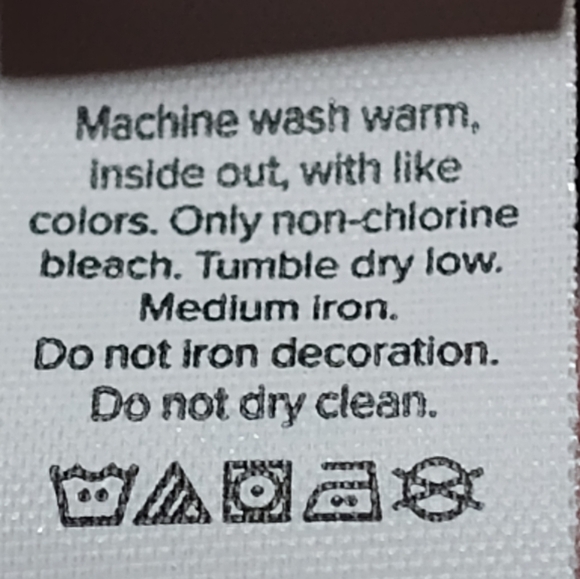 Machine wash warm,
inside out, with like
colors. Only non-chlorine
bleach. Tumble dry low.
Medium iron.
Do not iron decoration.
Do not dry clean.